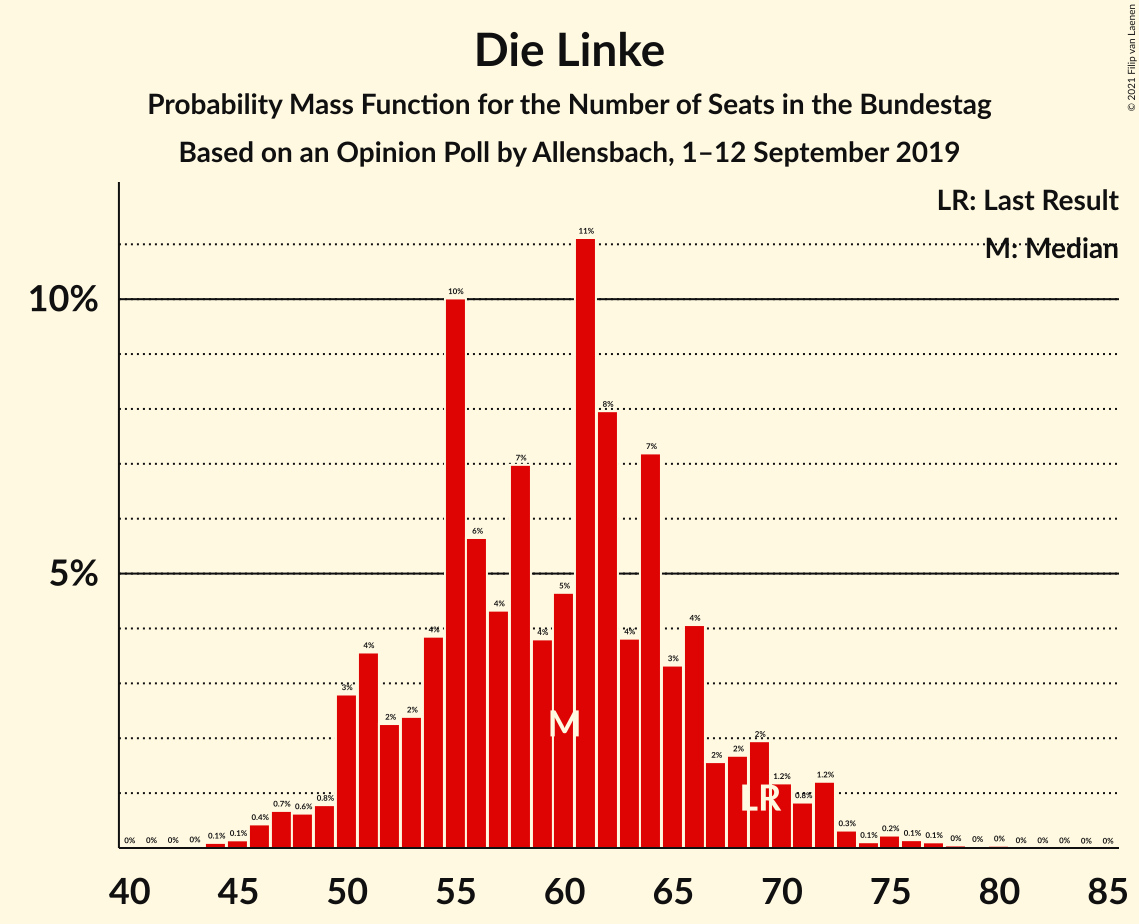 Die Linke
Probability Mass Function for the Number of Seats in the Bundestag
Based on an Opinion Poll by Allensbach, 1–12 September 2019
© 2021 Filip van Laenen
LR: Last Result
M: Median
10%
5%
0% 0% 0% 0% 0.1% 0.1% 0.4% 0.7% 0.6% 0.8% 3% 4% 2% 2% 4% 10% 6% 4% 7% 4% 5% 11% 8% 4% 7% 3% 4% 2% 2% 2% 1.2% 0.8% 1.2% 0.3% 0.1% 0.2% 0.1% 0.1% 0% 0% 0% 0% 0% 0% 0% 0%
M
LR
40 45 50 55 60 65 70 75 80 85